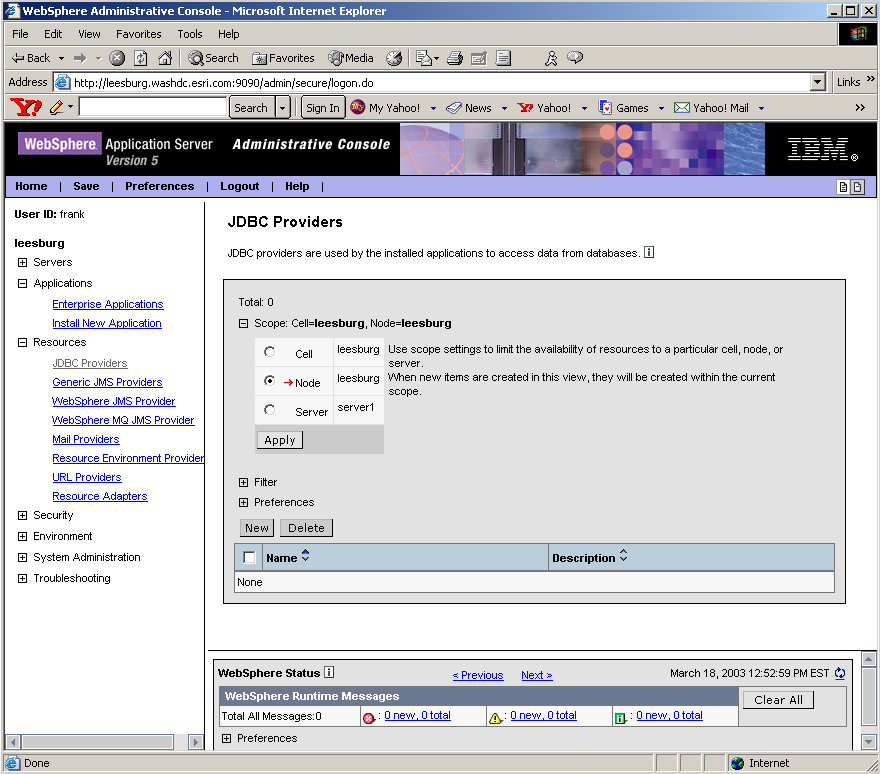 WebSphere Administrative Console - Microsoft Internet Explorer
File Edit View Favorites Tools Help
Back Search Favorites Media
Address http://leesburg.washdc.esri.com:9090/admin/secure/logon.do Links »
Y! Search Sign In My Yahoo! News Yahoo! Games Yahoo! Mail »
WebSphere. Application Server Administrative Console IBM®
Version 5
Home | Save | Preferences | Logout | Help |
User ID: frank
leesburg
Servers
Applications
Enterprise Applications
Install New Application
Resources
JDBC Providers
Generic JMS Providers
WebSphere JMS Provider
WebSphere MQ JMS Provider
Mail Providers
Resource Environment Provider
URL Providers
Resource Adapters
Security
Environment
System Administration
Troubleshooting
JDBC Providers
JDBC providers are used by the installed applications to access data from databases. i
Total: 0
Scope: Cell=leesburg, Node=leesburg
Cell leesburg
Node leesburg
Server server1
Use scope settings to limit the availability of resources to a particular cell, node, or
server.
When new items are created in this view, they will be created within the current
scope.
Apply
Filter
Preferences
New Delete
Name Description
None
WebSphere Status i < Previous Next > March 18, 2003 12:52:59 PM EST
WebSphere Runtime Messages Clear All
Total All Messages:0 : 0 new, 0 total : 0 new, 0 total : 0 new, 0 total
Preferences
Done Internet